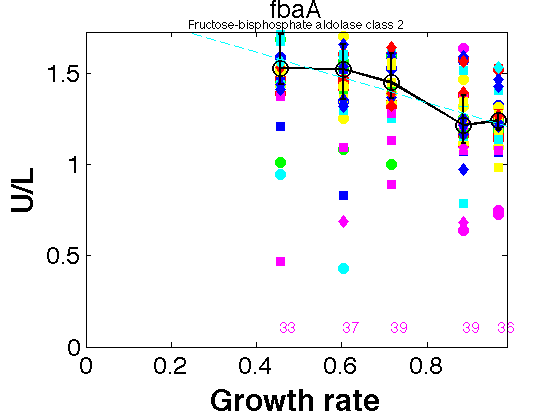 fbaA
Fructose-bisphosphate aldolase class 2
1.5
1
0.5
0
U/L
33 37 39 39 36
0 0.2 0.4 0.6 0.8
Growth rate